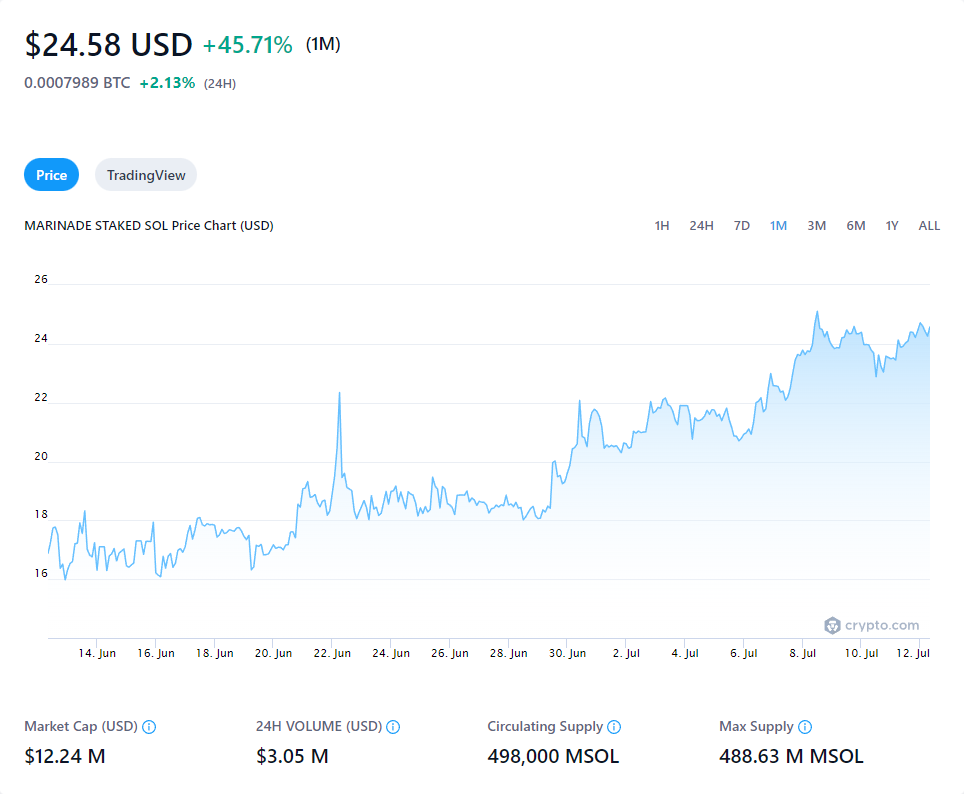 $24.58 USD +45.71% (1M)
0.0007989 BTC +2.13% (24H)
Price TradingView
MARINADE STAKED SOL Price Chart (USD) 1H 24H 7D 1M 3M 6M 1Y ALL
26
24
22
20
18
16
crypto.com
14. Jun 16. Jun 18. Jun 20. Jun 22. Jun 24. Jun 26. Jun 28. Jun 30. Jun 2. Jul 4. Jul 6. Jul 8. Jul 10. Jul 12. Jul
Market Cap (USD) 24H VOLUME (USD) Circulating Supply Max Supply
$12.24 M $3.05 M 498,000 MSOL 488.63 M MSOL